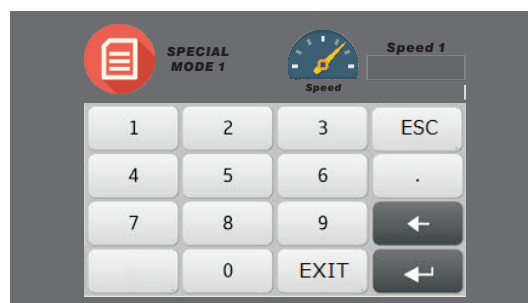 SPECIAL
MODE 1
Speed
Speed 1
1 2 3 ESC
4 5 6 .
7 8 9
0 EXIT